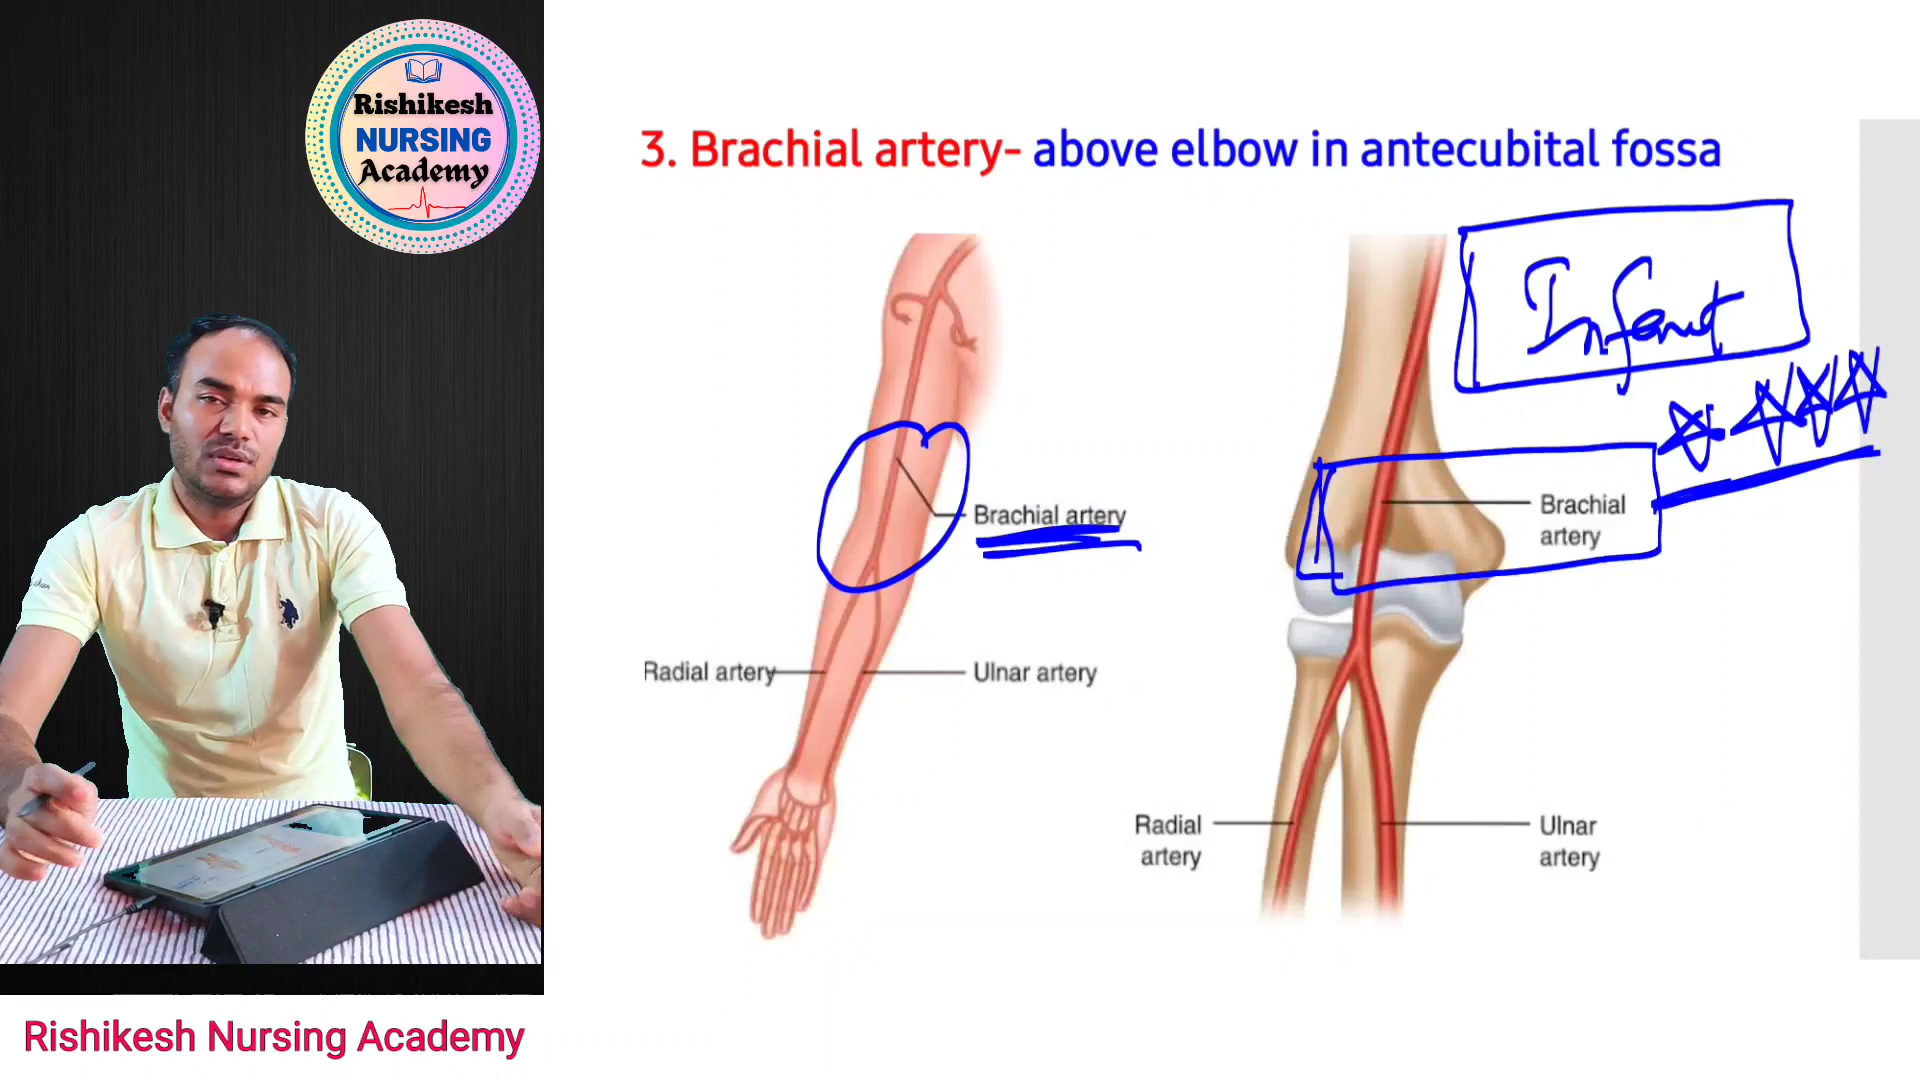 Rishikesh
NURSING
Academy
3. Brachial artery- above elbow in antecubital fossa
Infant
Brachial artery
Brachial
artery
Radial artery
Ulnar artery
Radial
artery
Ulnar
artery
Rishikesh Nursing Academy